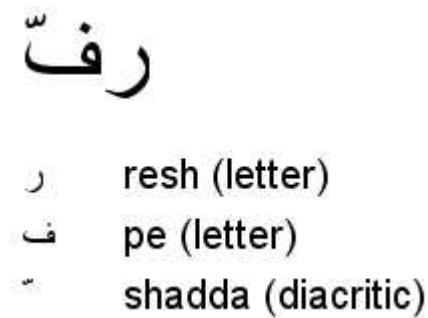 رفّ
ر resh (letter)
ف pe (letter)
ّ shadda (diacritic)